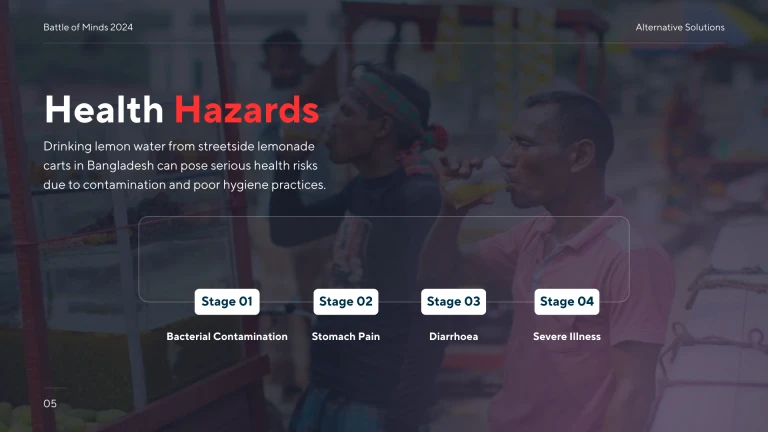 Battle of Minds 2024
Alternative Solutions
Health Hazards
Drinking lemon water from streetside lemonade
carts in Bangladesh can pose serious health risks
due to contamination and poor hygiene practices.
Stage 01
Stage 02
Stage 03
Stage 04
Bacterial Contamination
Stomach Pain
Diarrhoea
Severe Illness
05